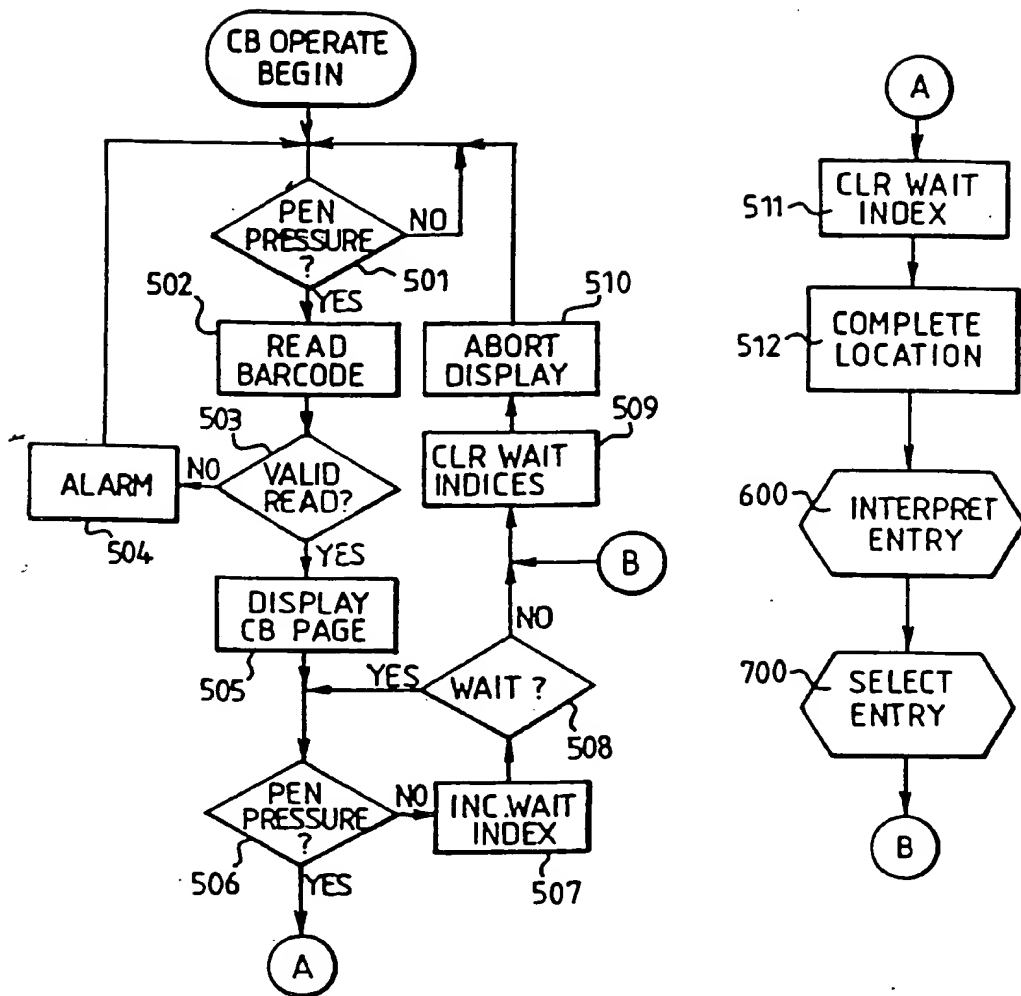 CB OPERATE
BEGIN
PEN
PRESSURE
?
NO
501
YES
502
READ
BARCODE
503
VALID
READ?
NO
ALARM
504
YES
DISPLAY
CB PAGE
505
PEN
PRESSURE
?
506
NO
YES
A
INC. WAIT
INDEX
507
WAIT ?
508
YES
NO
B
CLR WAIT
INDICES
509
ABORT
DISPLAY
510
A
CLR WAIT
INDEX
511
COMPLETE
LOCATION
512
INTERPRET
ENTRY
600
SELECT
ENTRY
700
B